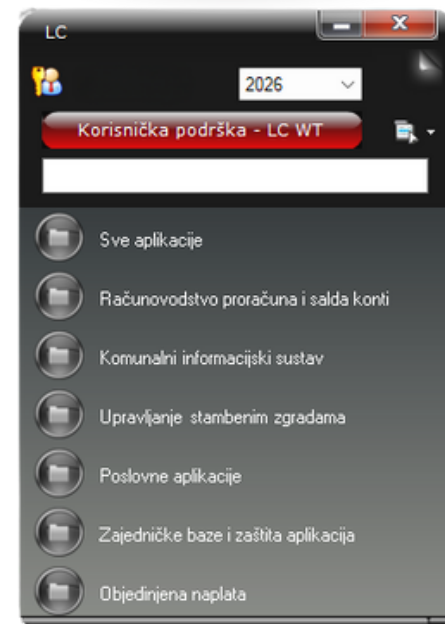 LC
2026
Korisnička podrška - LC WT
Sve aplikacije
Računovodstvo proračuna i salda konti
Komunalni informacijski sustav
Upravljanje stambenim zgradama
Poslovne aplikacije
Zajedničke baze i zaštita aplikacija
Objedinjena naplata